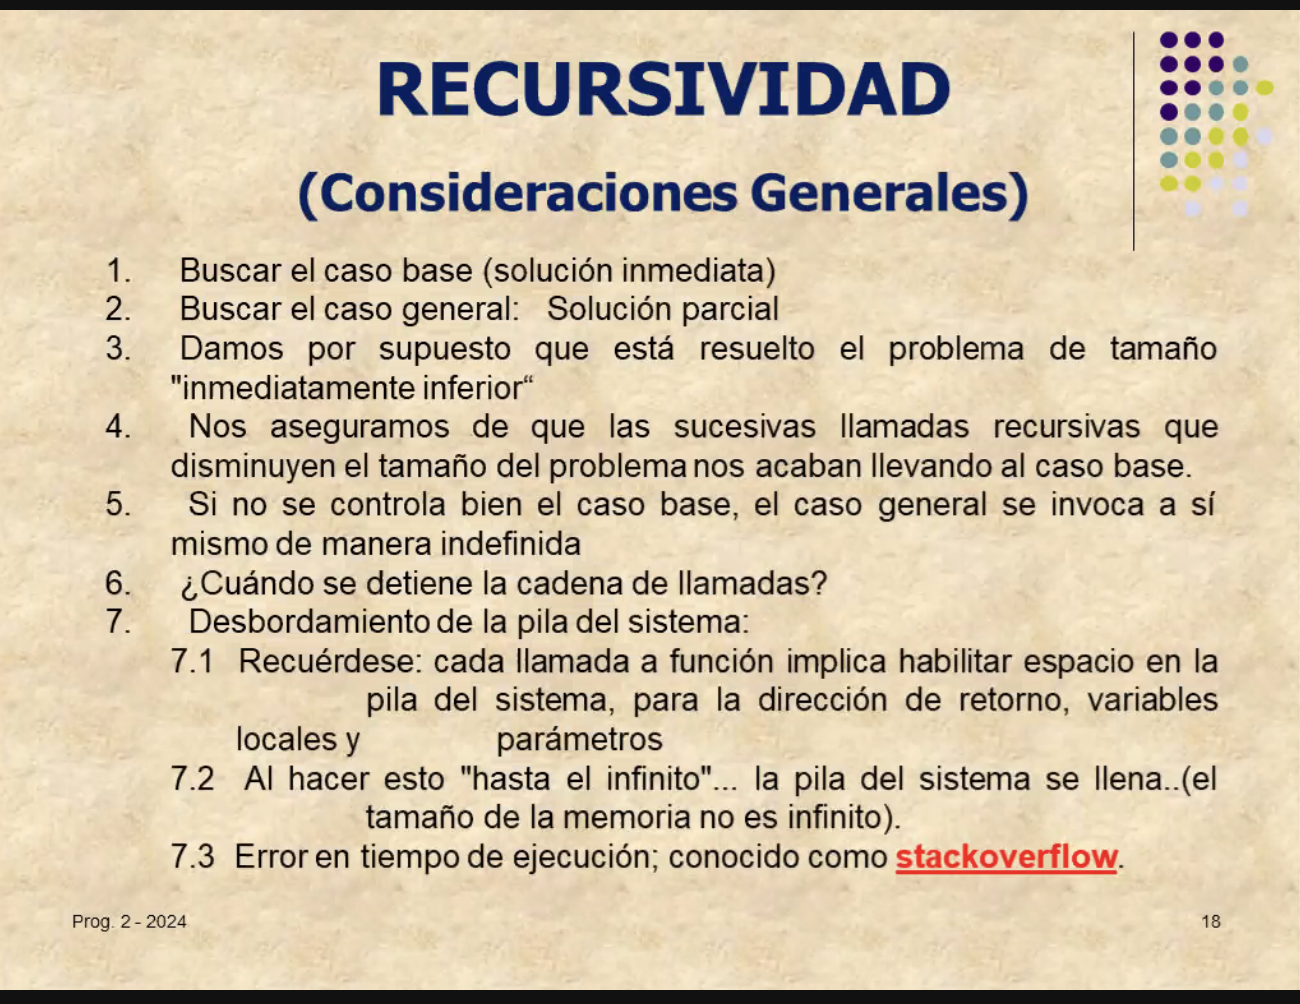 RECURSIVIDAD
(Consideraciones Generales)
1. Buscar el caso base (solución inmediata)
2. Buscar el caso general: Solución parcial
3. Damos por supuesto que está resuelto el problema de tamaño
"inmediatamente inferior“
4. Nos aseguramos de que las sucesivas llamadas recursivas que
disminuyen el tamaño del problema nos acaban llevando al caso base.
5. Si no se controla bien el caso base, el caso general se invoca a sí
mismo de manera indefinida
6. ¿Cuándo se detiene la cadena de llamadas?
7. Desbordamiento de la pila del sistema:
7.1 Recuérdese: cada llamada a función implica habilitar espacio en la
pila del sistema, para la dirección de retorno, variables
locales y parámetros
7.2 Al hacer esto "hasta el infinito"... la pila del sistema se llena..(el
tamaño de la memoria no es infinito).
7.3 Error en tiempo de ejecución; conocido como stackoverflow.
Prog. 2 - 2024
18